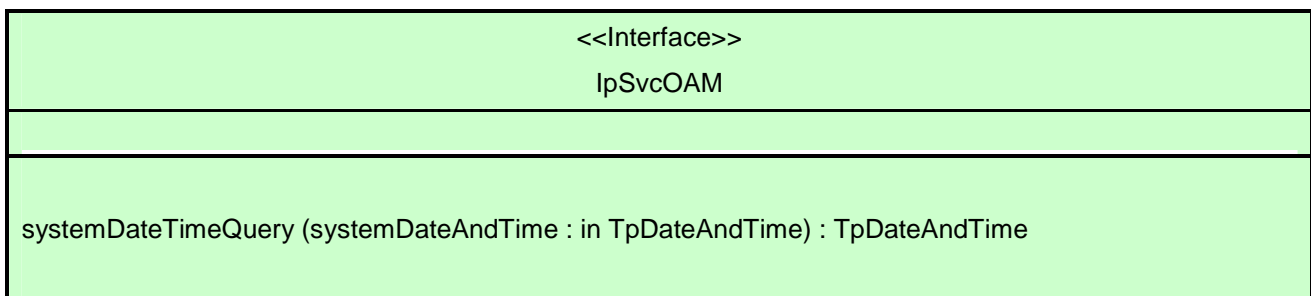 <<Interface>>
IpSvcOAM
systemDateTimeQuery (systemDateAndTime : in TpDateAndTime) : TpDateAndTime